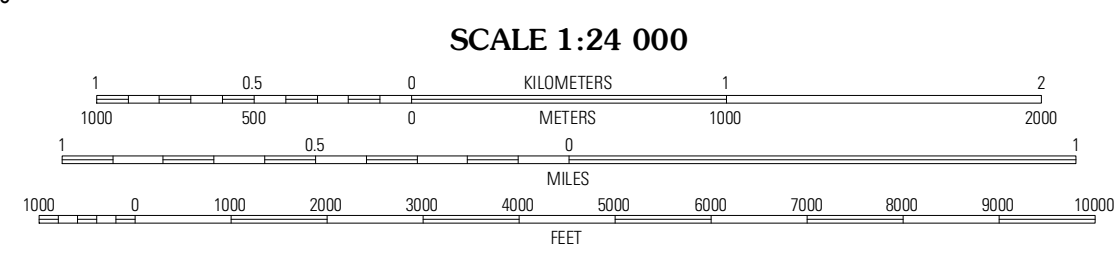 SCALE 1:24 000
1 0.5 0 KILOMETERS 1 2
1000 500 0 METERS 1000 2000
1 0.5 0 1
MILES
1000 0 1000 2000 3000 4000 5000 6000 7000 8000 9000 10000
FEET